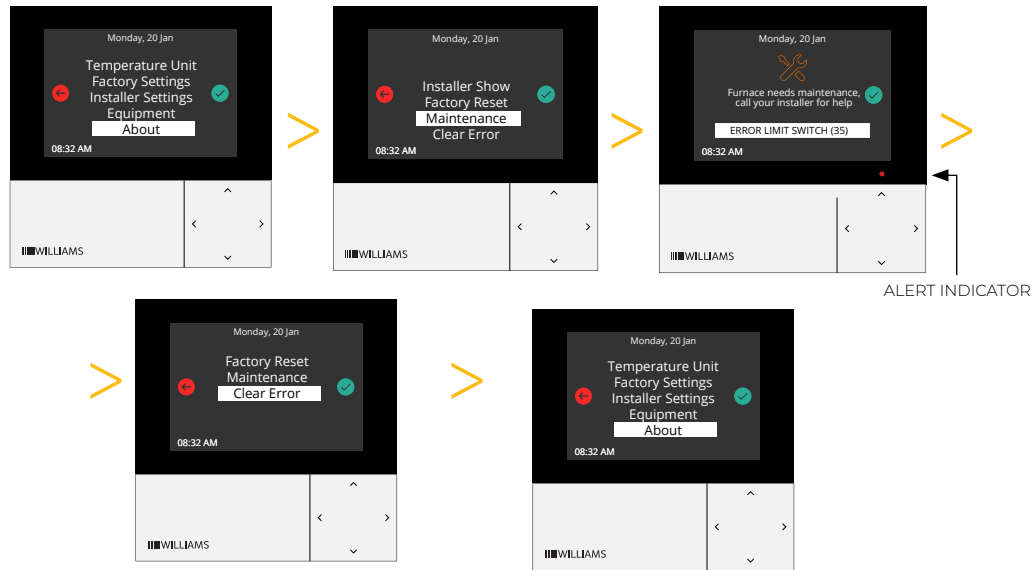 Monday, 20 Jan
Temperature Unit
Factory Settings
Installer Settings
Equipment
About
08:32 AM
WILLIAMS
>
Monday, 20 Jan
Installer Show
Factory Reset
Maintenance
Clear Error
08:32 AM
WILLIAMS
>
Monday, 20 Jan
Furnace needs maintenance,
call your installer for help
ERROR LIMIT SWITCH (35)
08:32 AM
WILLIAMS
>
ALERT INDICATOR
>
Monday, 20 Jan
Factory Reset
Maintenance
Clear Error
08:32 AM
WILLIAMS
>
Monday, 20 Jan
Temperature Unit
Factory Settings
Installer Settings
Equipment
About
08:32 AM
WILLIAMS